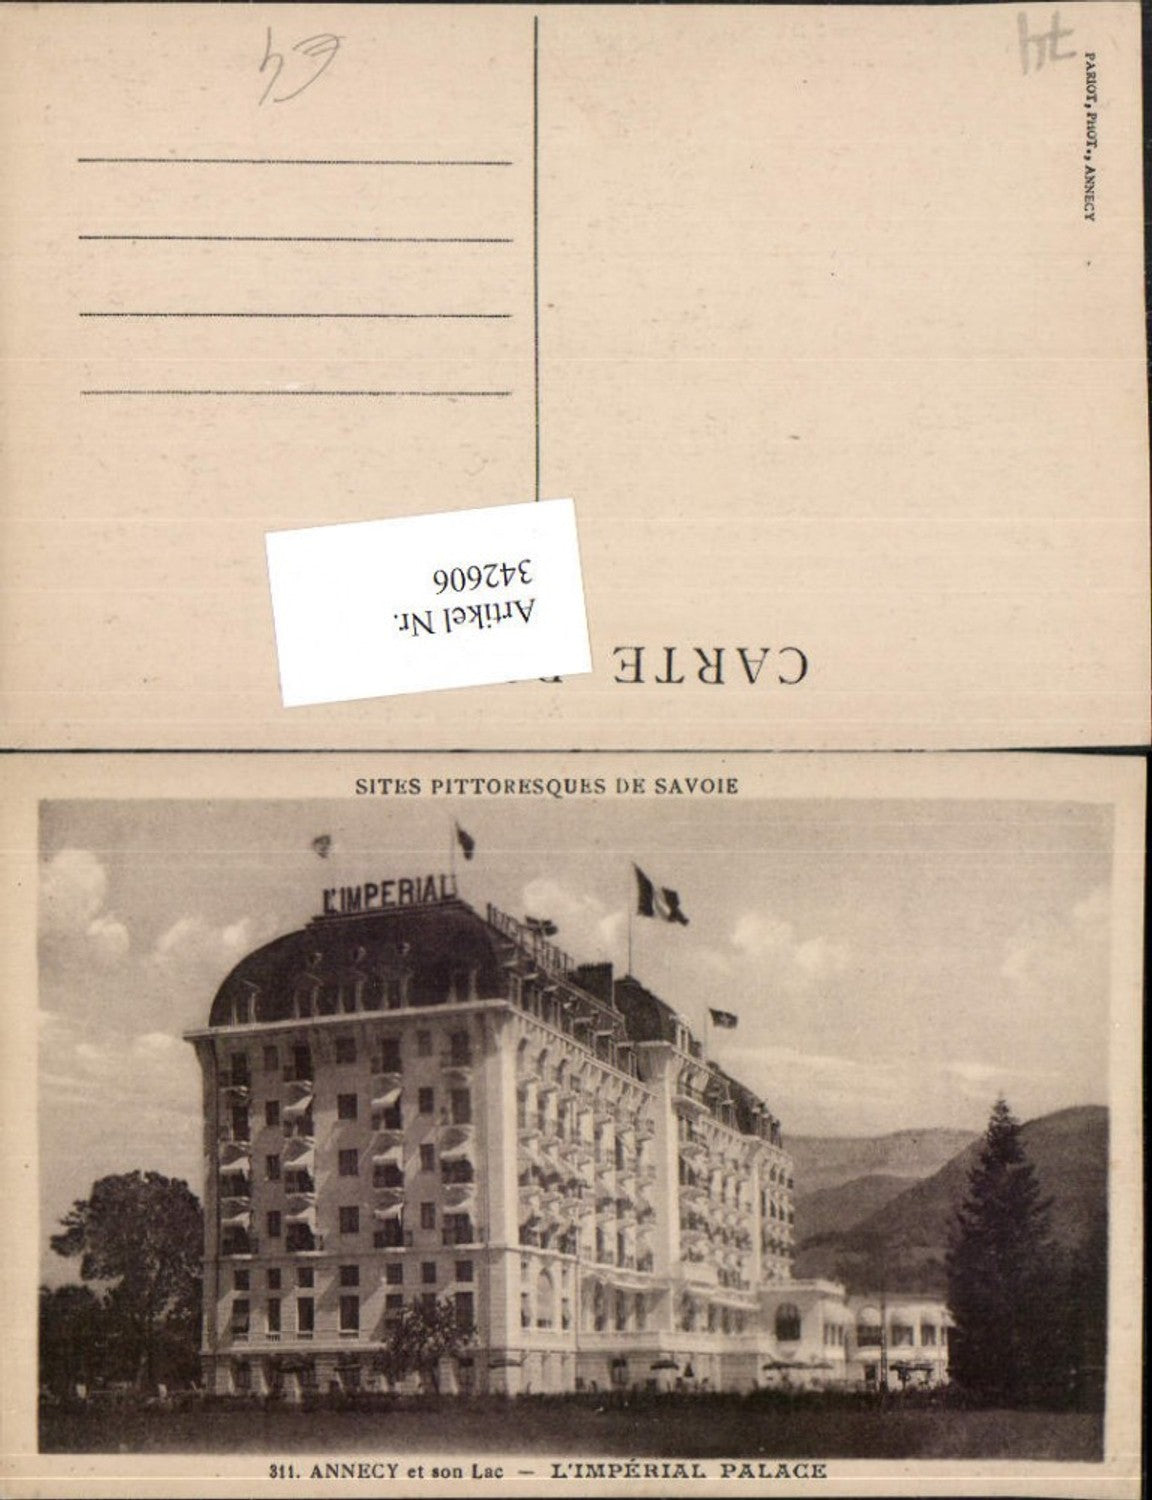 74
PARIOT, PHOT., ANNECY
CARTE
Artikel Nr.
342606
SITES PITTORESQUES DE SAVOIE
L'IMPERIAL
311. ANNECY et son Lac — L'IMPÉRIAL PALACE